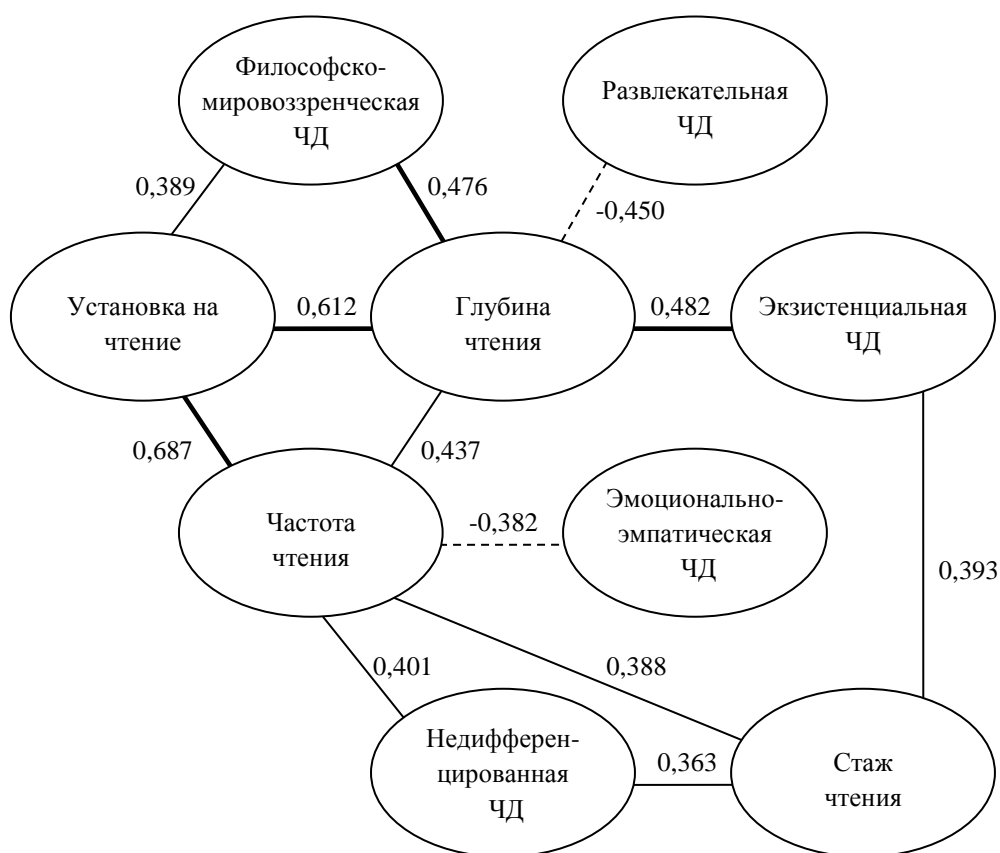 Философско-
мировоззренческая
ЧД
Развлекательная
ЧД
0,389
0,476
-0,450
Установка на
чтение
0,612
Глубина
чтения
0,482
Экзистенциальная
ЧД
0,687
0,437
Частота
чтения
-0,382
Эмоционально-
эмпатическая
ЧД
0,393
0,401
0,388
Недифферен-
цированная
ЧД
0,363
Стаж
чтения